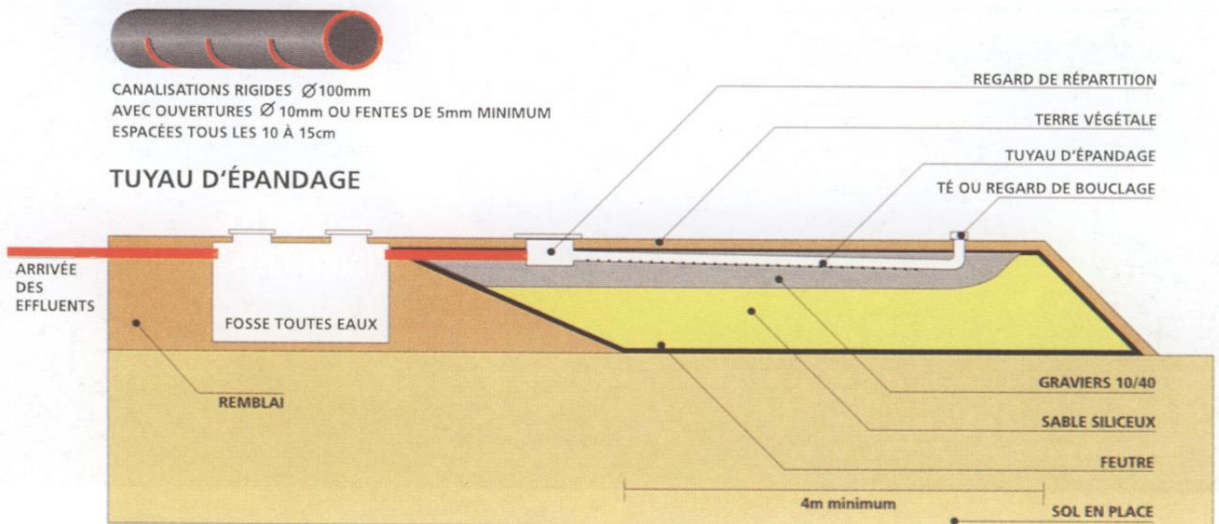 CANALISATIONS RIGIDES Ø100mm
AVEC OUVERTURES Ø 10mm OU FENTES DE 5mm MINIMUM
ESPACÉES TOUS LES 10 À 15cm
TUYAU D'ÉPANDAGE
REGARD DE RÉPARTITION
TERRE VÉGÉTALE
TUYAU D'ÉPANDAGE
TÉ OU REGARD DE BOUCLAGE
ARRIVÉE
DES
EFFLUENTS
FOSSE TOUTES EAUX
REMBLAI
GRAVIERS 10/40
SABLE SILICEUX
FEUTRE
4m minimum
SOL EN PLACE